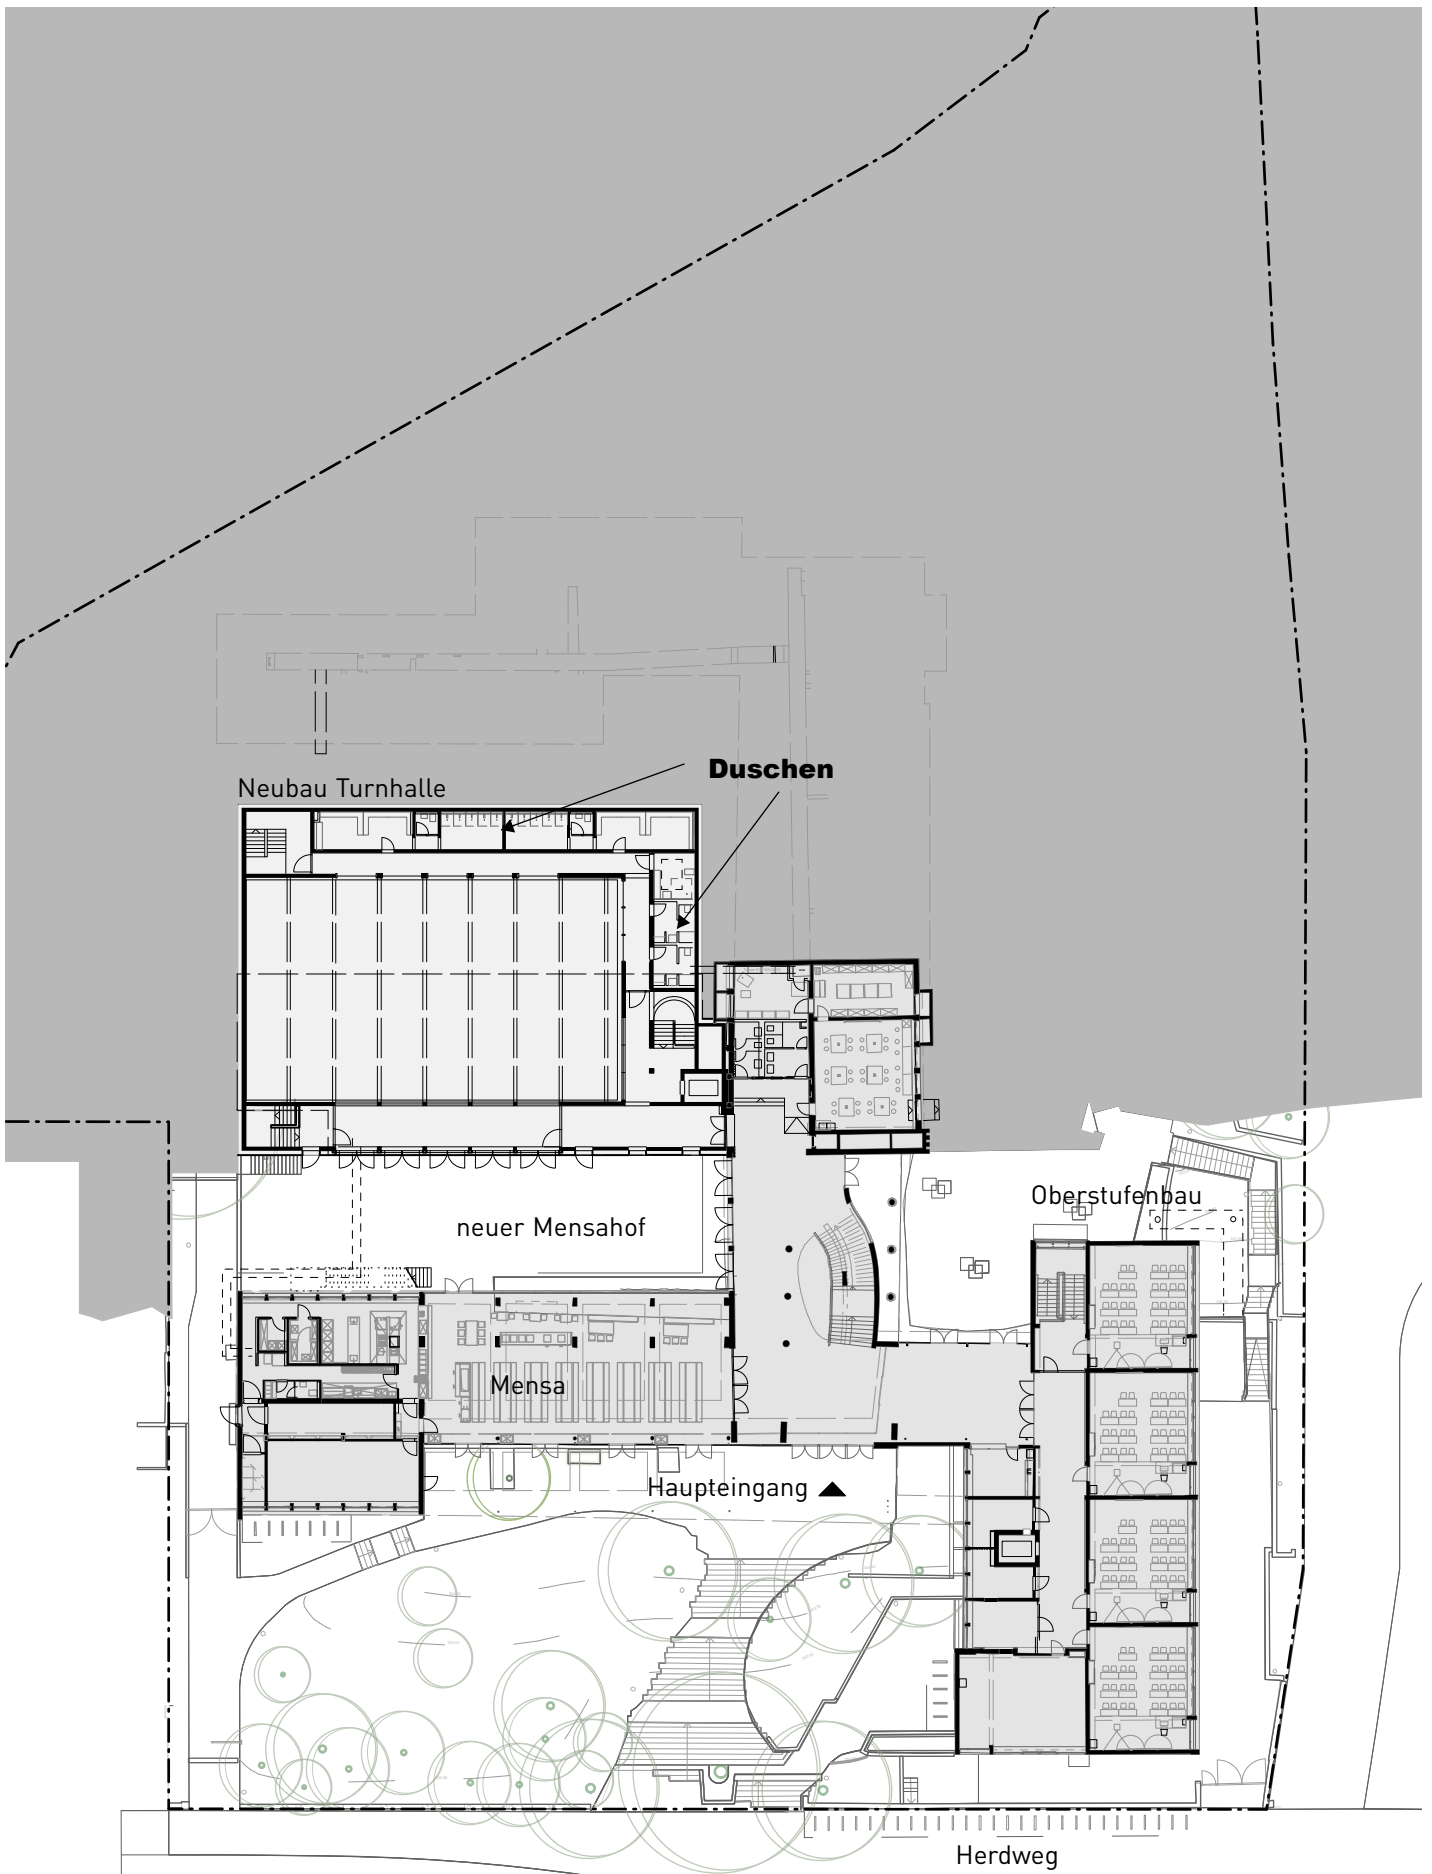 Duschen
Neubau Turnhalle
Oberstufenbau
neuer Mensahof
Mensa
Haupteingang
Herdweg